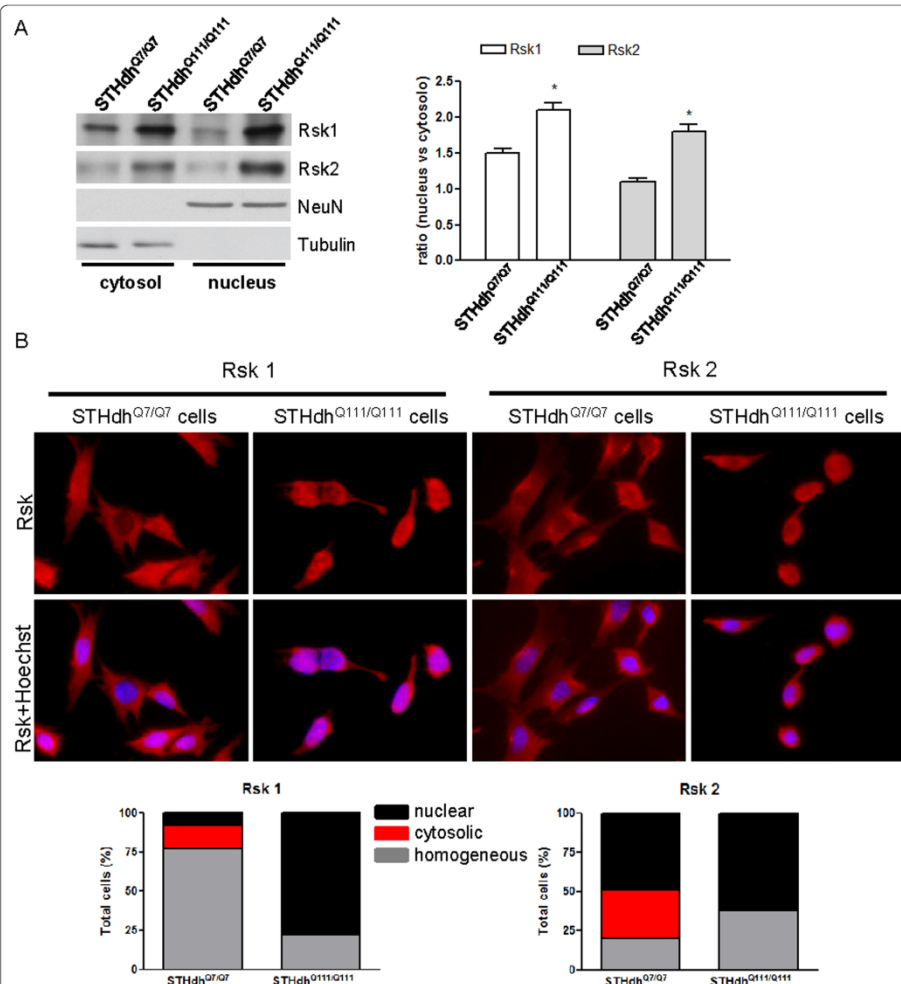 A
STHdhQ7/Q7
STHdhQ111/Q111
STHdhQ7/Q7
STHdhQ111/Q111
Rsk1
Rsk2
NeuN
Tubulin
cytosol nucleus
Rsk1 Rsk2
ratio (nucleus vs cytosolo)
2.5
2.0
1.5
1.0
0.5
0.0
*
*
STHdhQ7/Q7
STHdhQ111/Q111
STHdhQ7/Q7
STHdhQ111/Q111
B
Rsk 1 Rsk 2
STHdhQ7/Q7 cells STHdhQ111/Q111 cells STHdhQ7/Q7 cells STHdhQ111/Q111 cells
Rsk
Rsk+Hoechst
Rsk 1
Total cells (%)
100
75
50
25
0
STHdhQ7/Q7 STHdhQ111/Q111
nuclear
cytosolic
homogeneous
Rsk 2
Total cells (%)
100
75
50
25
0
STHdhQ7/Q7 STHdhQ111/Q111